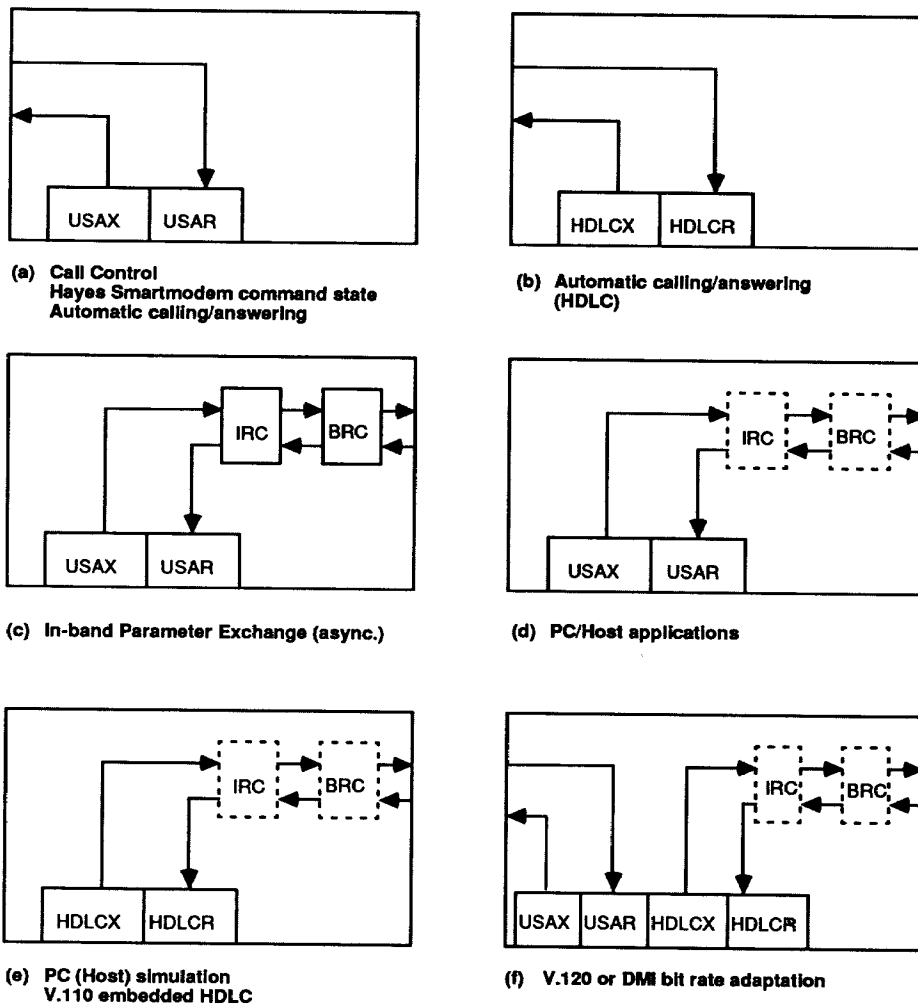 USAX USAR
HDLCX HDLCR
(a) Call Control
Hayes Smartmodem command state
Automatic calling/answering
(b) Automatic calling/answering
(HDLC)
IRC BRC
USAX USAR
IRC BRC
USAX USAR
(c) In-band Parameter Exchange (async.)
(d) PC/Host applications
IRC BRC
HDLCX HDLCR
IRC BRC
USAX USAR HDLCX HDLCR
(e) PC (Host) simulation
V.110 embedded HDLC
(f) V.120 or DMI bit rate adaptation